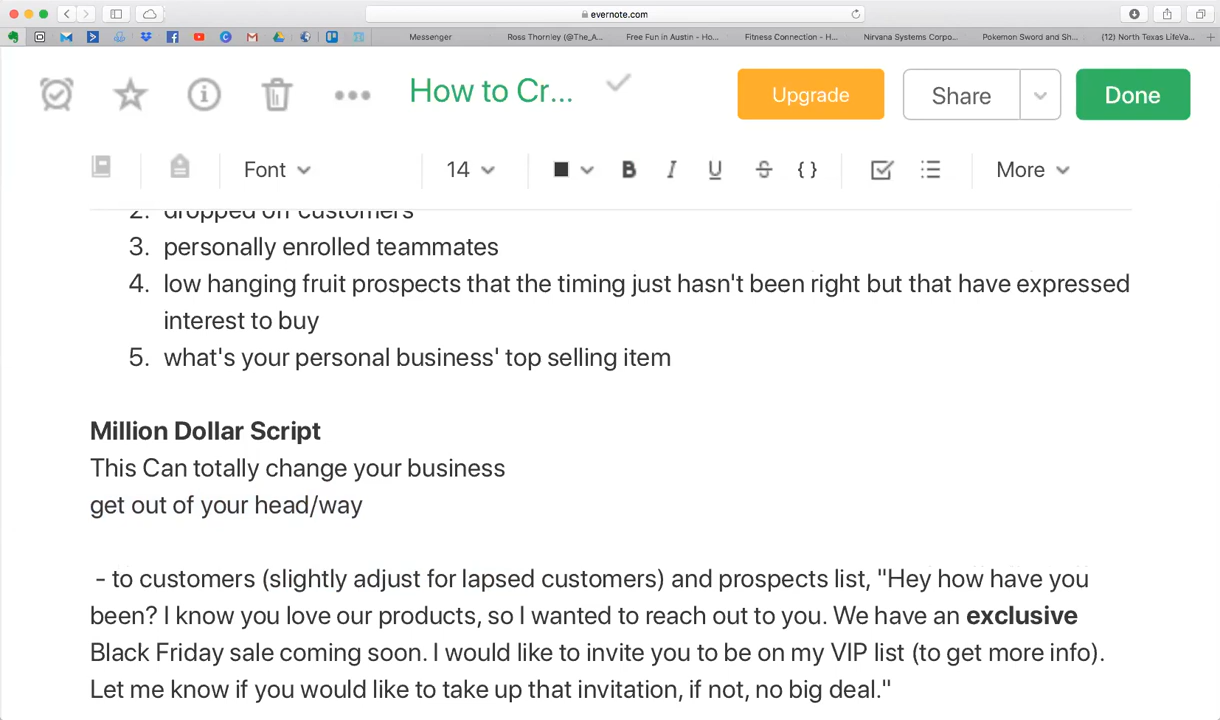 evernote.com
Messenger Ross Thornley (@The_A... Free Fun in Austin - Ho... Fitness Connection - H... Nirvana Systems Corpo... Pokemon Sword and Sh... (12) North Texas LifeVa...
How to Cr... Upgrade Share Done
Font 14 B I U S { } More
2. dropped off customers
3. personally enrolled teammates
4. low hanging fruit prospects that the timing just hasn't been right but that have expressed
interest to buy
5. what's your personal business' top selling item
Million Dollar Script
This Can totally change your business
get out of your head/way
- to customers (slightly adjust for lapsed customers) and prospects list, "Hey how have you
been? I know you love our products, so I wanted to reach out to you. We have an exclusive
Black Friday sale coming soon. I would like to invite you to be on my VIP list (to get more info).
Let me know if you would like to take up that invitation, if not, no big deal."